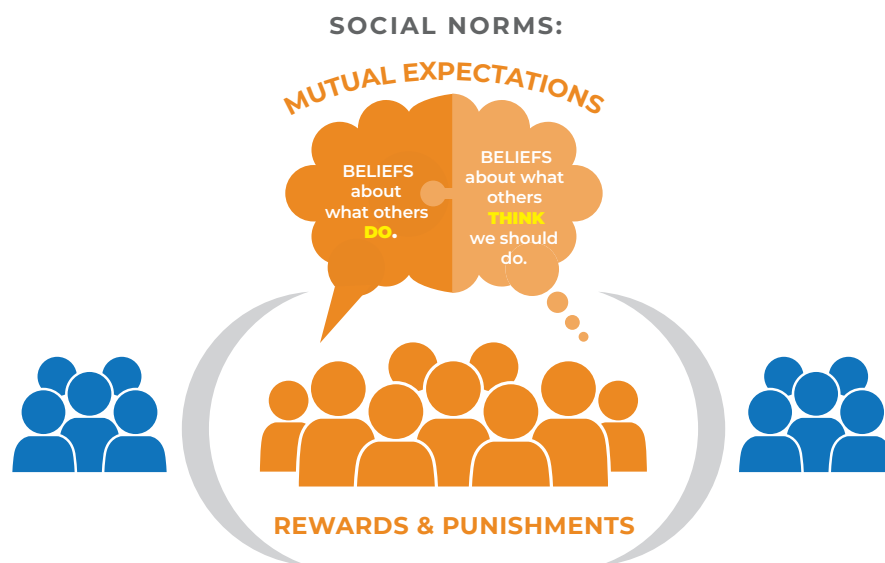 SOCIAL NORMS:
MUTUAL EXPECTATIONS
BELIEFS
about
what others
DO.
BELIEFS
about what
others
THINK
we should
do.
REWARDS & PUNISHMENTS